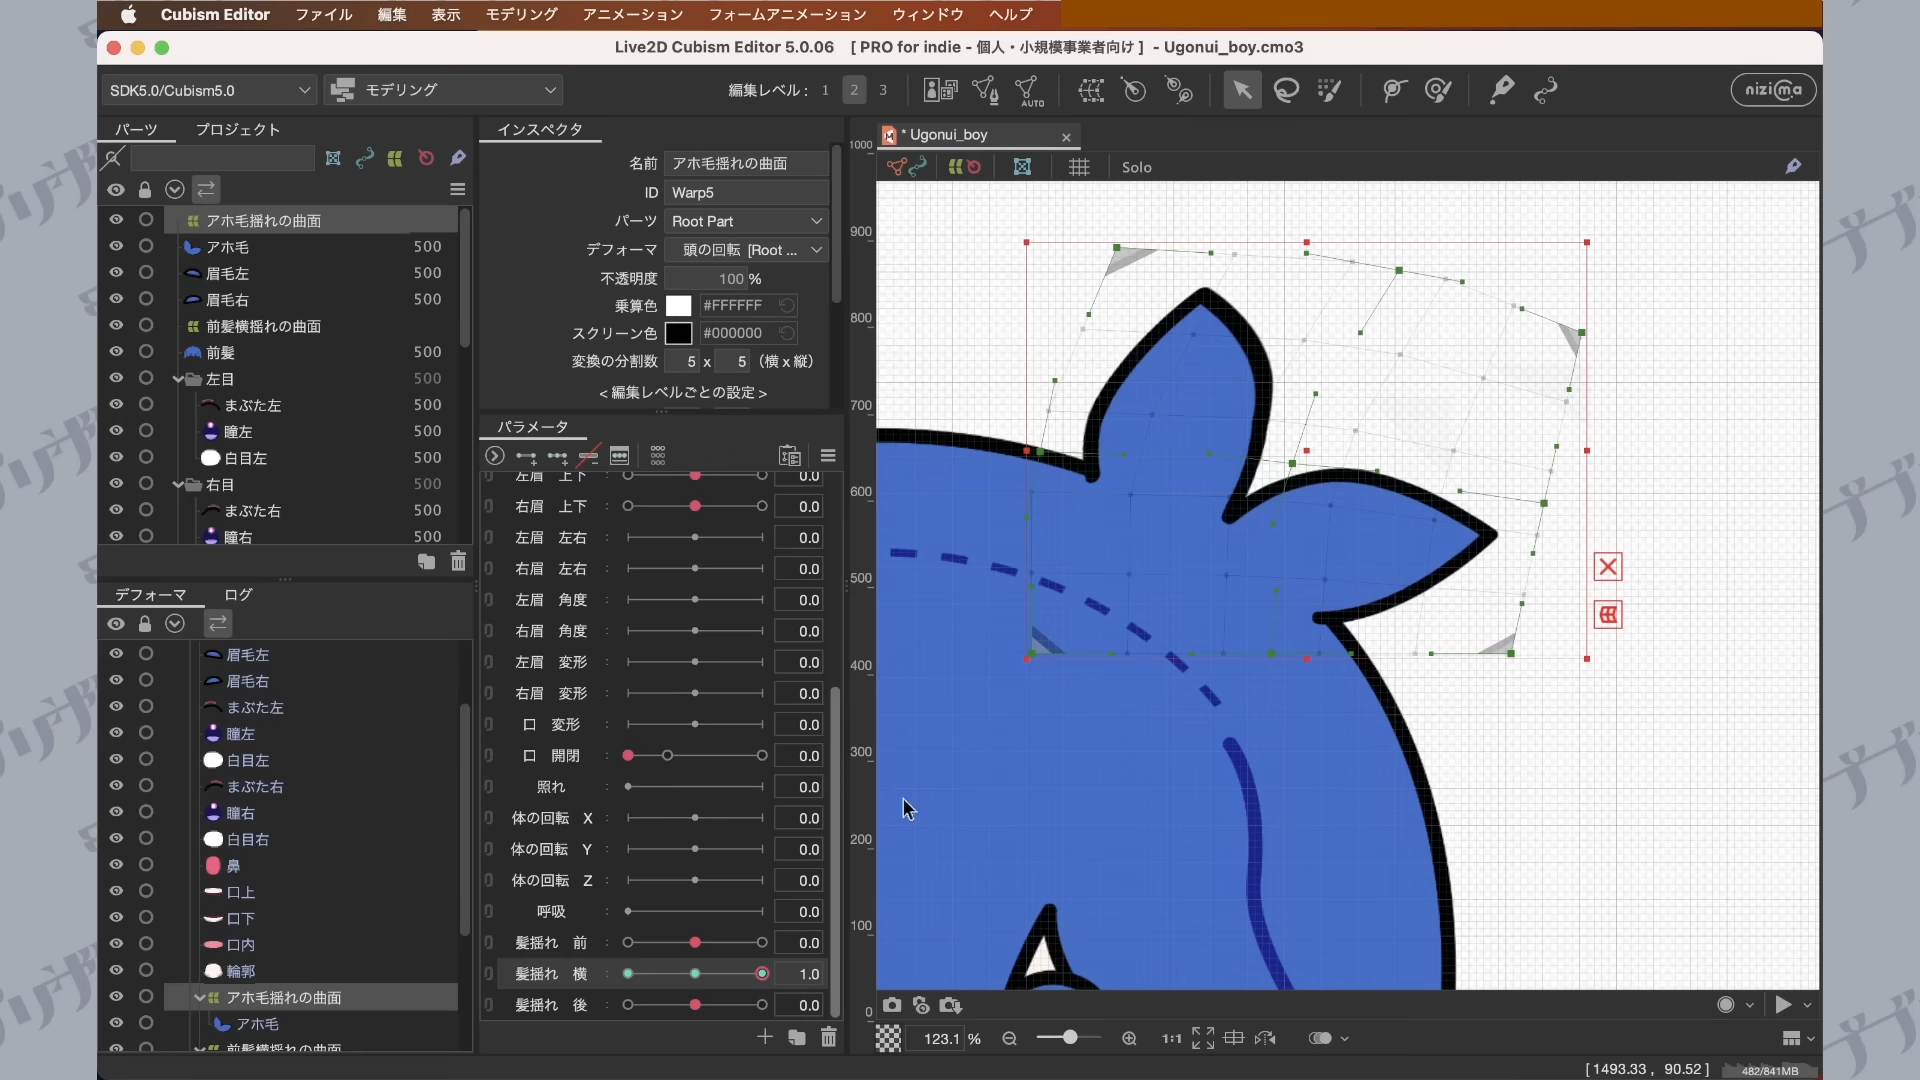 Cubism Editor ファイル 編集 表示 モデリング アニメーション フォームアニメーション ウィンドウ ヘルプ
Live2D Cubism Editor 5.0.06 [ PRO for indie - 個人・小規模事業者向け ] - Ugonui_boy.cmo3
SDK5.0/Cubism5.0
モデリング
編集レベル : 1 2 3
AUTO
nizima
パーツ プロジェクト
アホ毛揺れの曲面
アホ毛 500
眉毛左 500
眉毛右 500
前髪横揺れの曲面
前髪 500
左目 500
まぶた左 500
瞳左 500
白目左 500
右目 500
まぶた右 500
瞳右 500
デフォーマ ログ
眉毛左
眉毛右
まぶた左
瞳左
白目左
まぶた右
瞳右
白目右
鼻
口上
口下
口内
輪郭
アホ毛揺れの曲面
アホ毛
前髪横揺れの曲面
インスペクタ
名前 アホ毛揺れの曲面
ID Warp5
パーツ Root Part
デフォーマ 頭の回転 [Root ...
不透明度 100 %
乗算色 #FFFFFF
スクリーン色 #000000
変換の分割数 5 x 5 (横 x 縦)
< 編集レベルごとの設定 >
パラメータ
左眉 上下 0.0
右眉 上下 : 0.0
左眉 左右 : 0.0
右眉 左右 : 0.0
左眉 角度 : 0.0
右眉 角度 : 0.0
左眉 変形 : 0.0
右眉 変形 : 0.0
口 変形 : 0.0
口 開閉 : 0.0
照れ : 0.0
体の回転 X : 0.0
体の回転 Y : 0.0
体の回転 Z : 0.0
呼吸 : 0.0
髪揺れ 前 : 0.0
髪揺れ 横 : 1.0
髪揺れ 後 : 0.0
* Ugonui_boy
Solo
1000
900
800
700
600
500
400
300
200
100
0
123.1 %
1:1
[ 1493.33 , 90.52 ]
482/841MB